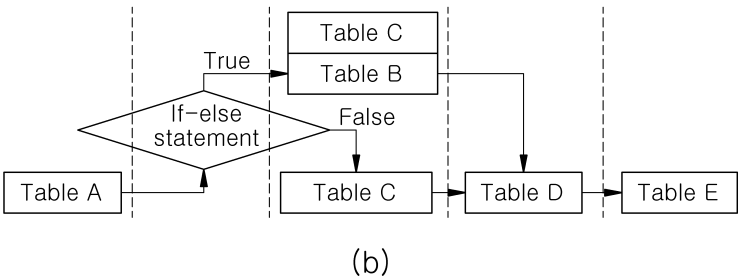 Table C
True
Table B
If-else
statement
False
Table A
Table C
Table D
Table E
(b)